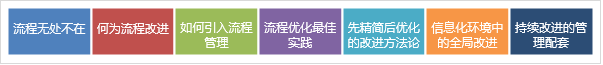 流程无处不在
何为流程改进
如何引入流程
管理
流程优化最佳
实践
先精简后优化
的改进方法论
信息化环境中
的全局改进
持续改进的管
理配套